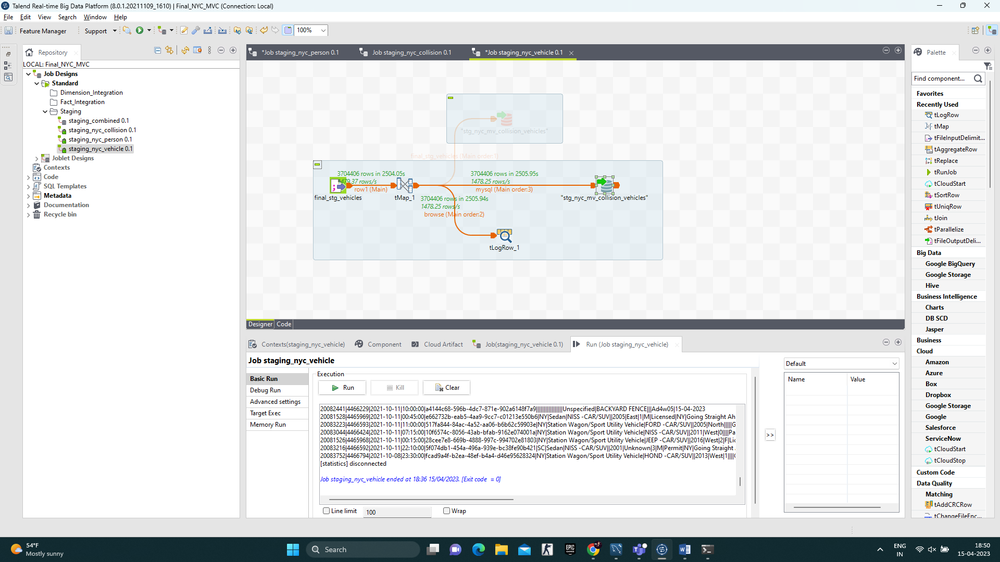 Talend Real-time Big Data Platform (8.0.1.20211109_1610) | Final_NYC_MVC (Connection: Local)
File Edit View Search Window Help
Feature Manager Support 100%
Repository
LOCAL: Final_NYC_MVC
Job Designs
Standard
Dimension_Integration
Fact_Integration
Staging
staging_combined 0.1
staging_nyc_collision 0.1
staging_nyc_person 0.1
staging_nyc_vehicle 0.1
Joblet Designs
Contexts
Code
SQL Templates
Metadata
Documentation
Recycle bin
*Job staging_nyc_person 0.1 Job staging_nyc_collision 0.1 *Job staging_nyc_vehicle 0.1
"stg_nyc_mv_collision_vehicles"
final_stg_vehicles (Main order:1)
3704406 rows in 2504.05s
1479.37 rows/s
row1 (Main)
final_stg_vehicles
tMap_1
3704406 rows in 2505.95s
1478.25 rows/s
mysql (Main order:3)
"stg_nyc_mv_collision_vehicles"
3704406 rows in 2505.94s
1478.25 rows/s
browse (Main order:2)
tLogRow_1
Designer Code
Contexts(staging_nyc_vehicle) Component Cloud Artifact Job(staging_nyc_vehicle 0.1) Run (Job staging_nyc_vehicle)
Job staging_nyc_vehicle
Basic Run
Debug Run
Advanced settings
Target Exec
Memory Run
Execution
Run Kill Clear
20082441|4466229|2021-10-11|10:00:00|a4144c68-596b-4dc7-871e-902a6148f7a9||||||||||||||||||Unspecified|BACKYARD FENCE|||Ad4w05|15-04-2023
20081528|4465969|2021-10-11|00:45:00|e662732b-eab5-4aa9-9cc7-c01213e550b6|NY|Sedan|NISS -CAR/SUV||2005|East|1|M|Licensed|NY|Going Straight Ah
20083223|4466593|2021-10-11|11:00:00|517fa844-84ac-4a52-aa06-b6b62c59903e|NY|Station Wagon/Sport Utility Vehicle|FORD -CAR/SUV||2005|North|||||G
20083044|4466424|2021-10-11|07:15:00|10f6574c-8056-43ab-bfab-9162e074001a|NY|Station Wagon/Sport Utility Vehicle|NISS -CAR/SUV||2011|West|0||||Pa
20081526|4465968|2021-10-11|00:15:00|28cee7e8-669b-4888-997c-994702e81803|NY|Station Wagon/Sport Utility Vehicle|JEEP -CAR/SUV||2016|West|2|F|Lic
20083216|4466592|2021-10-11|22:10:00|5f074db1-454a-496a-939e-bc38fe90b421|SC|Sedan|NISS -CAR/SUV||2001|Unknown|3|M|Permit|NY|Going Straight
20083752|4466794|2021-10-08|23:30:00|fcad9a4f-b2ea-48ef-b4a4-d46e95628324|NY|Station Wagon/Sport Utility Vehicle|HOND -CAR/SUV||2013|West|1||||
[statistics] disconnected
Job staging_nyc_vehicle ended at 18:36 15/04/2023. [Exit code  = 0]
Line limit 100 Wrap
>>
Default
Name Value
Palette
Find component...
Favorites
Recently Used
tLogRow
tMap
tFileInputDelimit...
tAggregateRow
tReplace
tRunJob
tCloudStart
tSortRow
tUniqRow
tJoin
tParallelize
tFileOutputDeli...
Big Data
Google BigQuery
Google Storage
Hive
Business Intelligence
Charts
DB SCD
Jasper
Business
Cloud
Amazon
Azure
Box
Dropbox
Google Storage
Google
Salesforce
ServiceNow
tCloudStart
tCloudStop
Custom Code
Data Quality
Matching
tAddCRCRow
tChangeFileEnc...
54°F
Mostly sunny
Search
EPIC GAMES
ENG
IN
18:50
15-04-2023